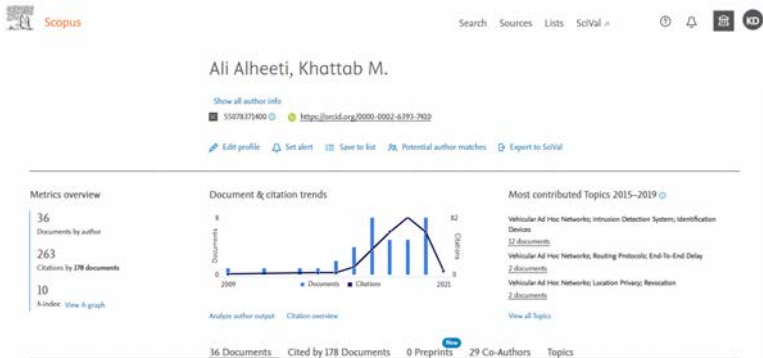 Scopus
Search Sources Lists SciVal ↗
KD
Ali Alheeti, Khattab M.
Show all author info
SC 55078371400 https://orcid.org/0000-0002-6393-7410
Edit profile Set alert Save to list Potential author matches Export to SciVal
Metrics overview
36
Documents by author
263
Citations by 178 documents
10
h-index: View h-graph
Document & citation trends
8
82
Documents
Citations
0
0
2009
2021
Documents Citations
Analyze author output Citation overview
Most contributed Topics 2015–2019
Vehicular Ad Hoc Networks; Intrusion Detection System; Identification
Devices
12 documents
Vehicular Ad Hoc Networks; Routing Protocols; End-To-End Delay
2 documents
Vehicular Ad Hoc Networks; Location Privacy; Revocation
2 documents
View all Topics
New
36 Documents Cited by 178 Documents 0 Preprints 29 Co-Authors Topics